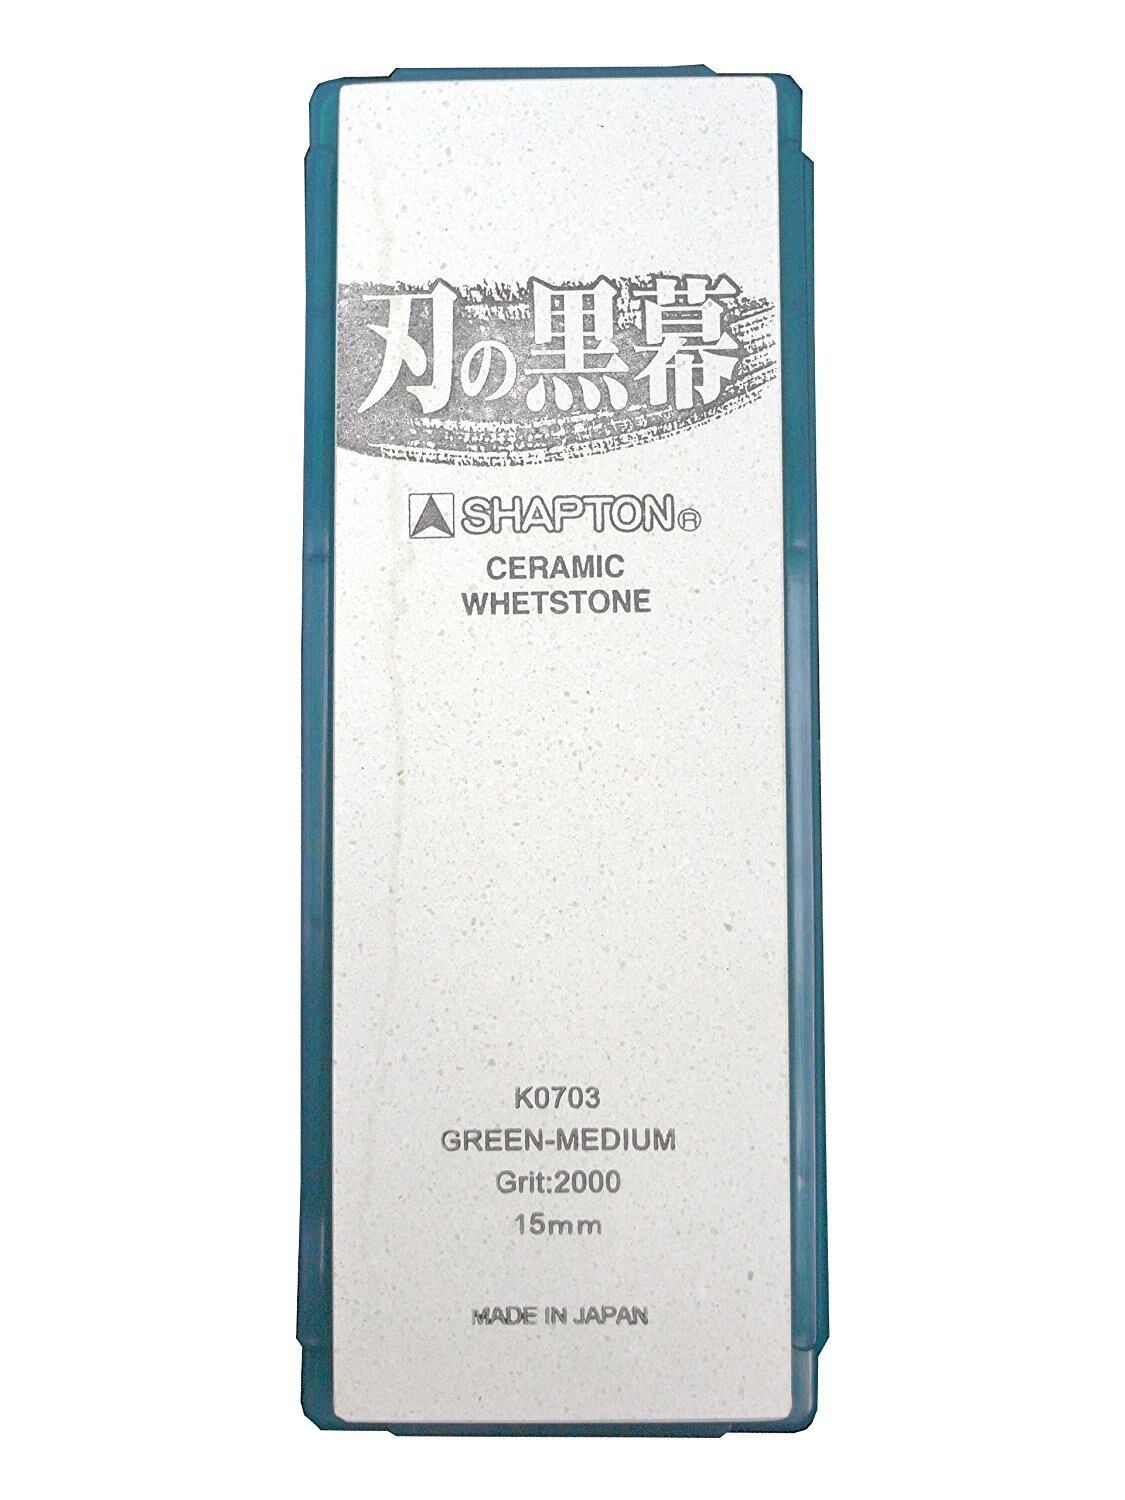 刃の黒幕
SHAPTON®
CERAMIC
WHETSTONE
K0703
GREEN-MEDIUM
Grit:2000
15mm
MADE IN JAPAN